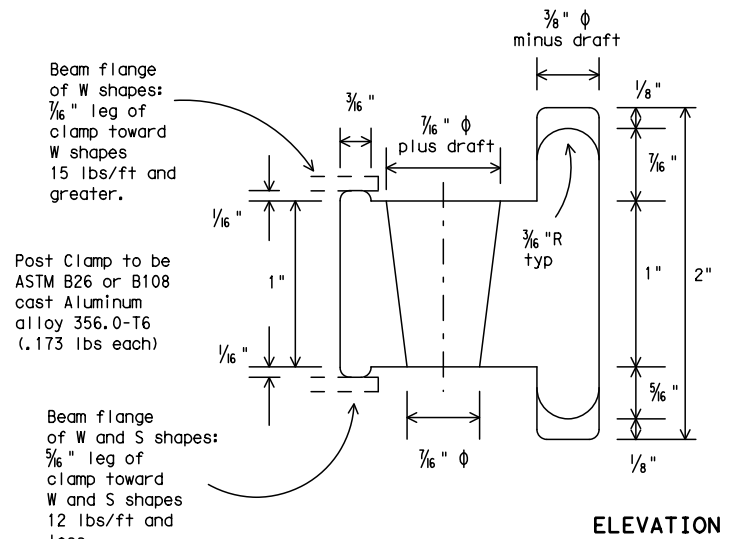 3/8" ϕ
minus draft
Beam flange
of W shapes:
7/16" leg of
clamp toward
W shapes
15 lbs/ft and
greater.
3/16"
7/16" ϕ
plus draft
1/8"
7/16"
1/16"
3/16"R
typ
Post Clamp to be
ASTM B26 or B108
cast Aluminum
alloy 356.0-T6
(.173 lbs each)
1"
1"
2"
1/16"
5/16"
Beam flange
of W and S shapes:
5/16" leg of
clamp toward
W and S shapes
12 lbs/ft and
7/16" ϕ
1/8"
ELEVATION